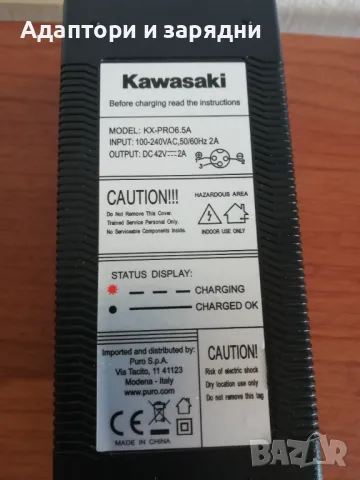 Адаптори и зарядни
Kawasaki
Before charging read the instructions
MODEL: KX-PRO6.5A
INPUT: 100-240VAC,50/60Hz 2A
OUTPUT: DC42V⎓2A
CAUTION!!!
Do Not Remove This Cover.
Trained Service Personal Only.
No Serviceable Components Inside.
HAZARDOUS AREA
INDOOR USE ONLY
STATUS DISPLAY:
CHARGING
CHARGED OK
Imported and distributed by:
Puro S.p.A.
Via Tacito, 11 41123
Modena - Italy
www.puro.com
CE
MADE IN CHINA
CAUTION!
Risk of electric shock
Dry location use only
Do not remove this tag
BAZAR
bg